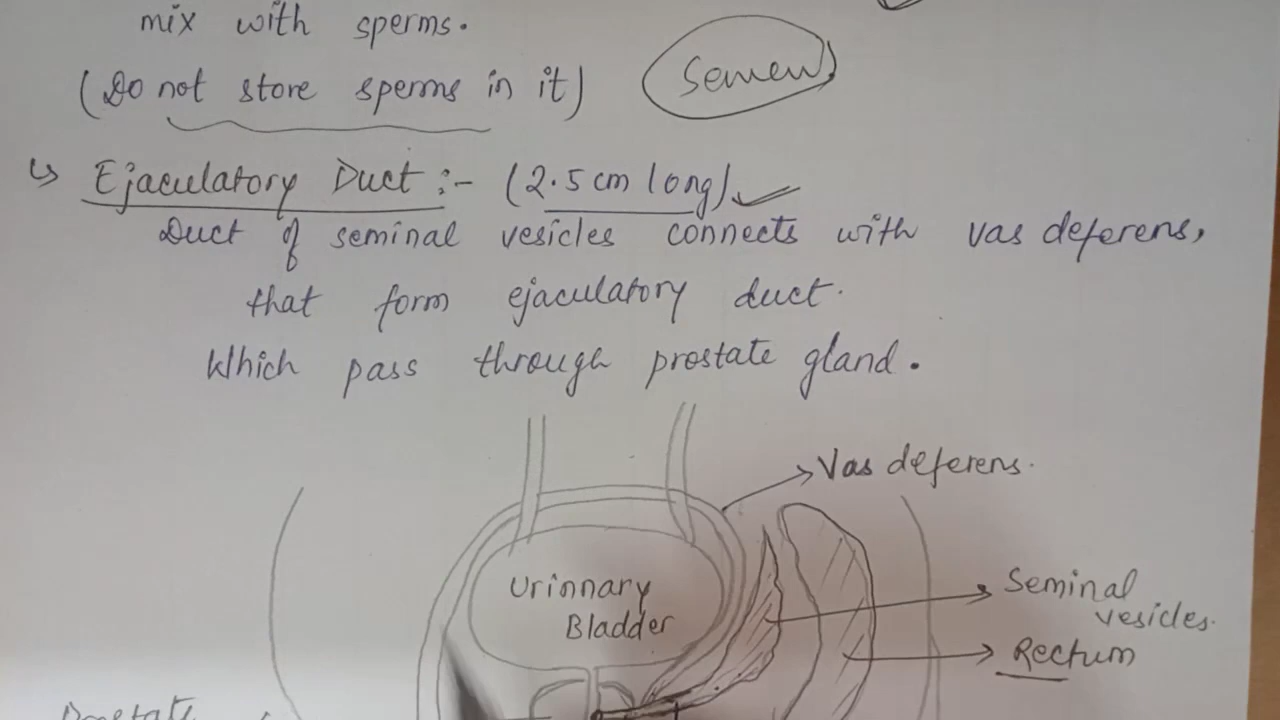 mix with sperms.
(Do not store sperms in it)
Semen
↳ Ejaculatory Duct :- (2.5 cm long)
Duct of seminal vesicles connects with vas deferens,
that form ejaculatory duct.
Which pass through prostate gland.
Vas deferens.
Urinnary
Bladder
Seminal
vesicles.
Rectum
Prostate